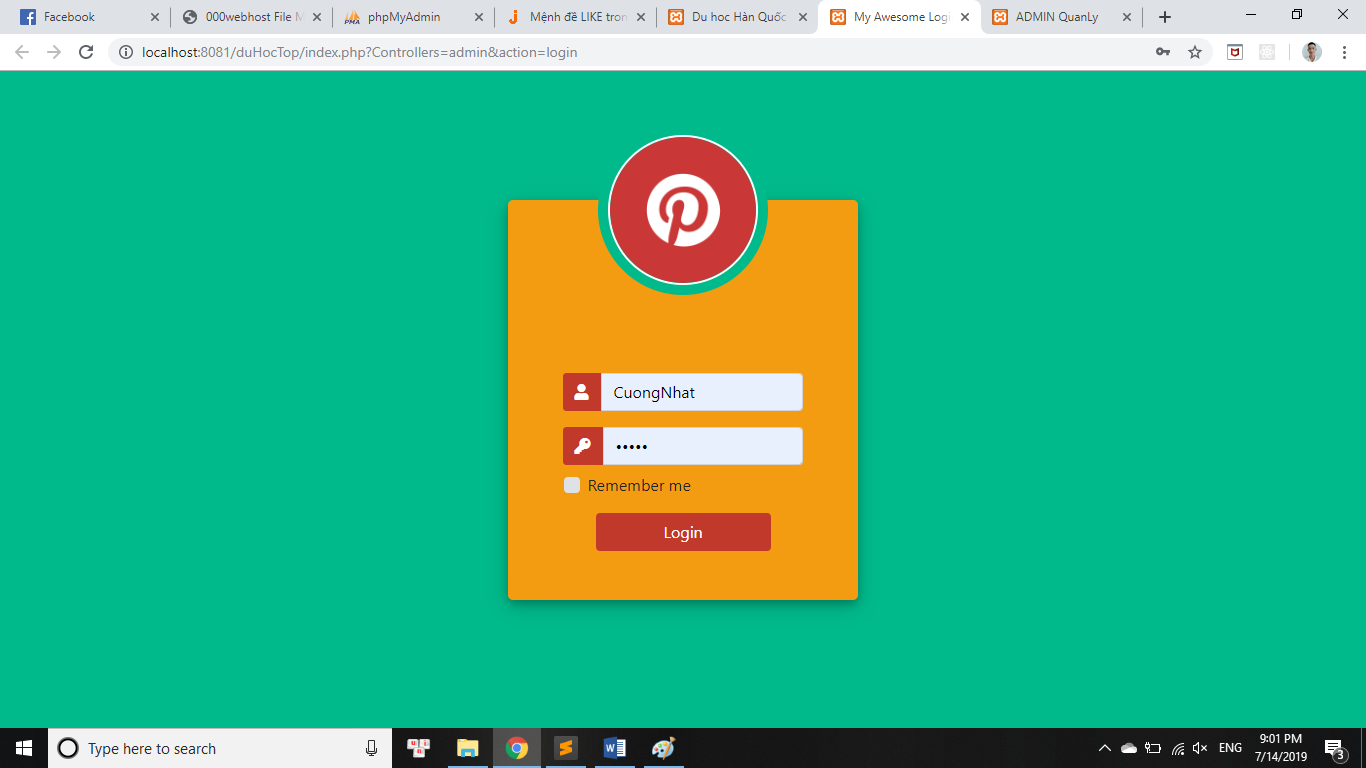 Facebook
000webhost File M
phpMyAdmin
Mệnh đề LIKE tron
Du hoc Hàn Quốc
My Awesome Logi
ADMIN QuanLy
localhost:8081/duHocTop/index.php?Controllers=admin&action=login
CuongNhat
•••••
Remember me
Login
Type here to search
ENG
9:01 PM
7/14/2019
3